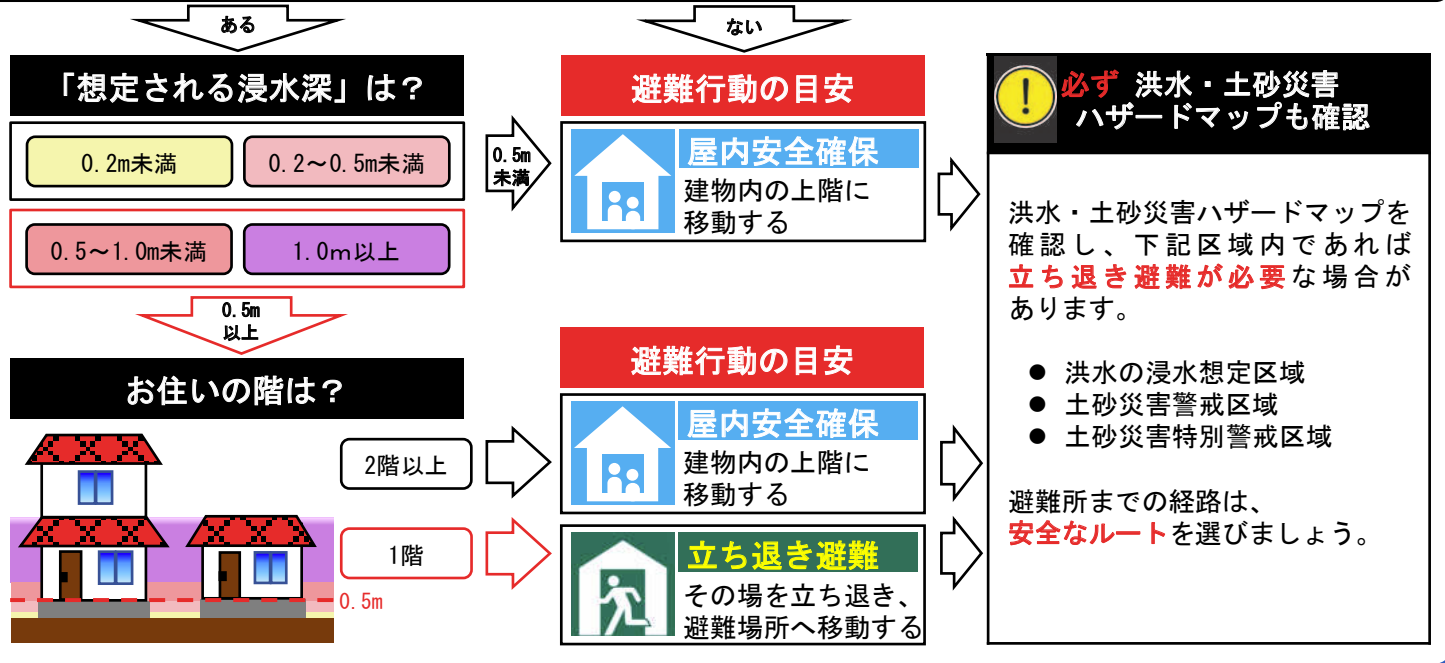 ある
ない
「想定される浸水深」は？
0.2m未満
0.2～0.5m未満
0.5～1.0m未満
1.0ｍ以上
0.5m
未満
避難行動の目安
屋内安全確保
建物内の上階に
移動する
0.5m
以上
お住いの階は？
2階以上
1階
0.5m
避難行動の目安
屋内安全確保
建物内の上階に
移動する
立ち退き避難
その場を立ち退き、
避難場所へ移動する
必ず 洪水・土砂災害
ハザードマップも確認
洪水・土砂災害ハザードマップを
確認し、下記区域内であれば
立ち退き避難が必要な場合が
あります。
● 洪水の浸水想定区域
● 土砂災害警戒区域
● 土砂災害特別警戒区域
避難所までの経路は、
安全なルートを選びましょう。